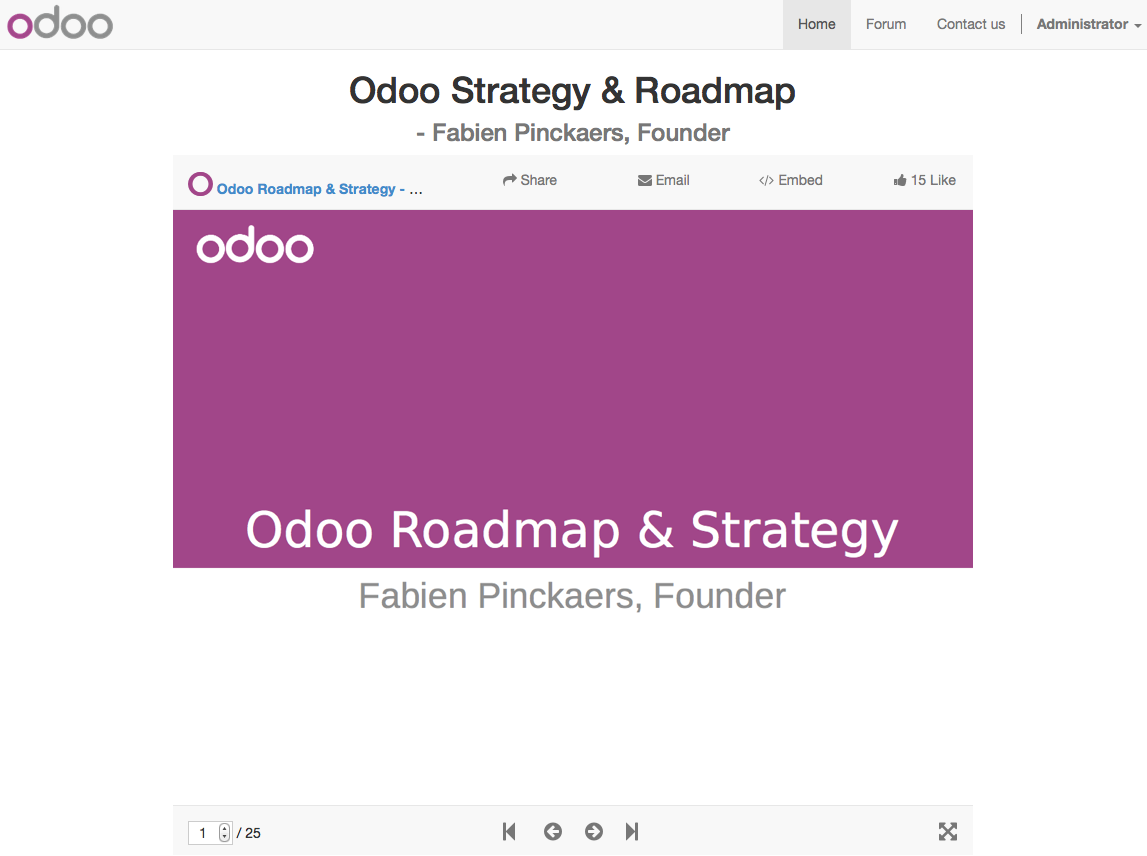 odoo
Home Forum Contact us Administrator
Odoo Strategy & Roadmap
- Fabien Pinckaers, Founder
Odoo Roadmap & Strategy - ... Share Email </> Embed 15 Like
odoo
Odoo Roadmap & Strategy
Fabien Pinckaers, Founder
1 / 25